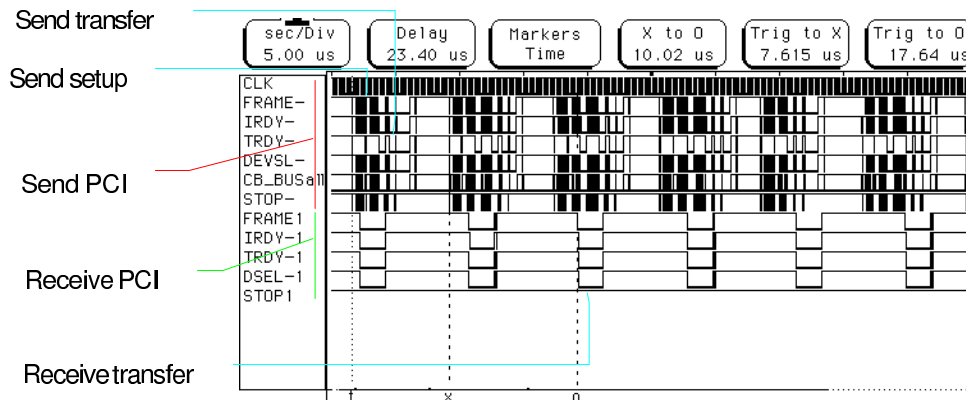 Send transfer
sec/Div Delay Markers X to O Trig to X Trig to O
5.00 us 23.40 us Time 10.02 us 7.615 us 17.64 us
Send setup
CLK
FRAME-
IRDY-
TRDY-
DEVSL-
CB_BUSall
STOP-
Send PCI
FRAME1
IRDY-1
TRDY-1
DSEL-1
STOP1
Receive PCI
Receive transfer
t X O